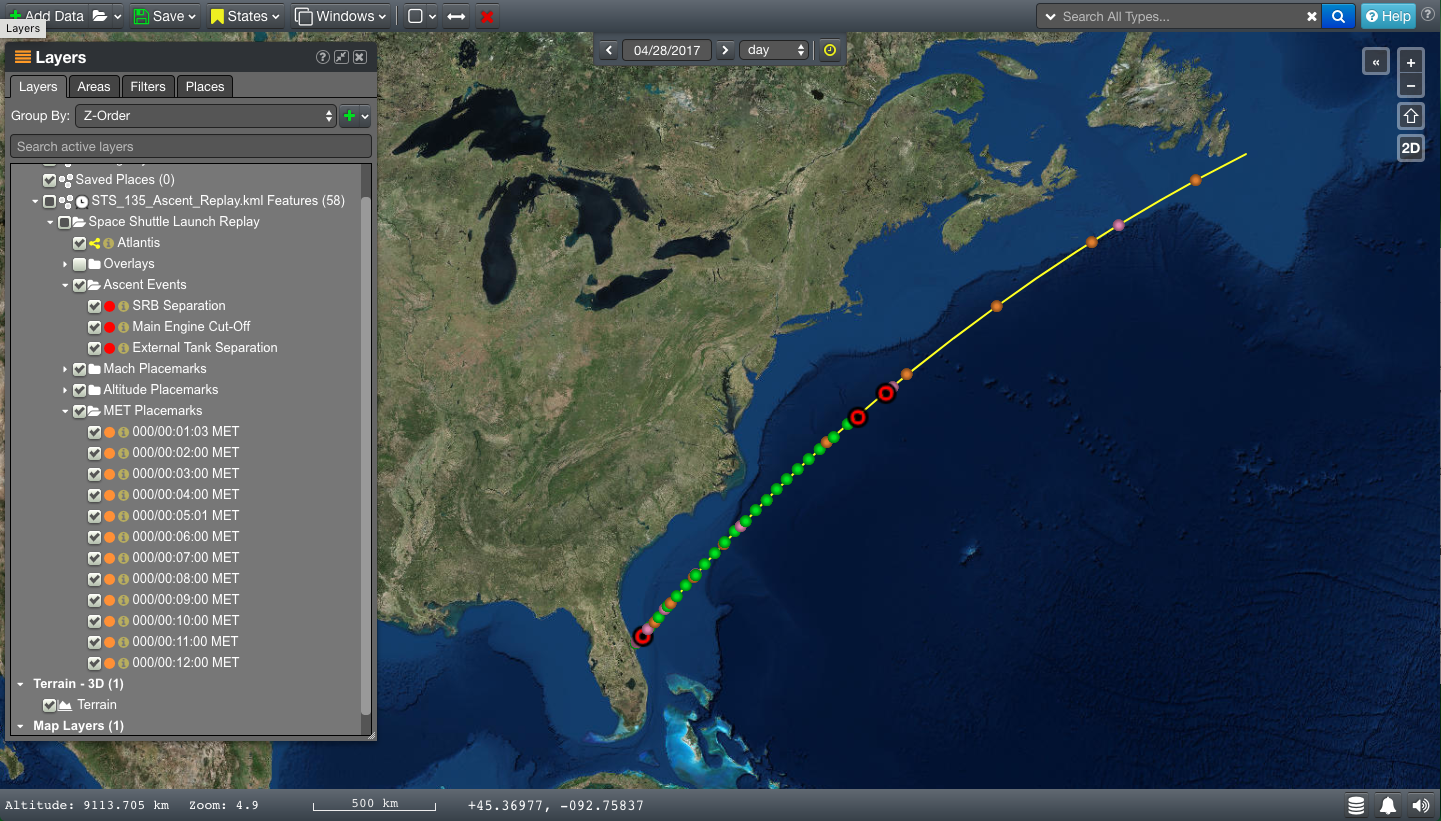 Add Data Save States Windows Search All Types... Help
Layers
04/28/2017 day
Layers
Layers Areas Filters Places
Group By: Z-Order
Search active layers
Saved Places (0)
STS_135_Ascent_Replay.kml Features (58)
Space Shuttle Launch Replay
Atlantis
Overlays
Ascent Events
SRB Separation
Main Engine Cut-Off
External Tank Separation
Mach Placemarks
Altitude Placemarks
MET Placemarks
000/00:01:03 MET
000/00:02:00 MET
000/00:03:00 MET
000/00:04:00 MET
000/00:05:01 MET
000/00:06:00 MET
000/00:07:00 MET
000/00:08:00 MET
000/00:09:00 MET
000/00:10:00 MET
000/00:11:00 MET
000/00:12:00 MET
Terrain - 3D (1)
Terrain
Map Layers (1)
«
+
−
2D
Altitude: 9113.705 km Zoom: 4.9 500 km +45.36977, -092.75837